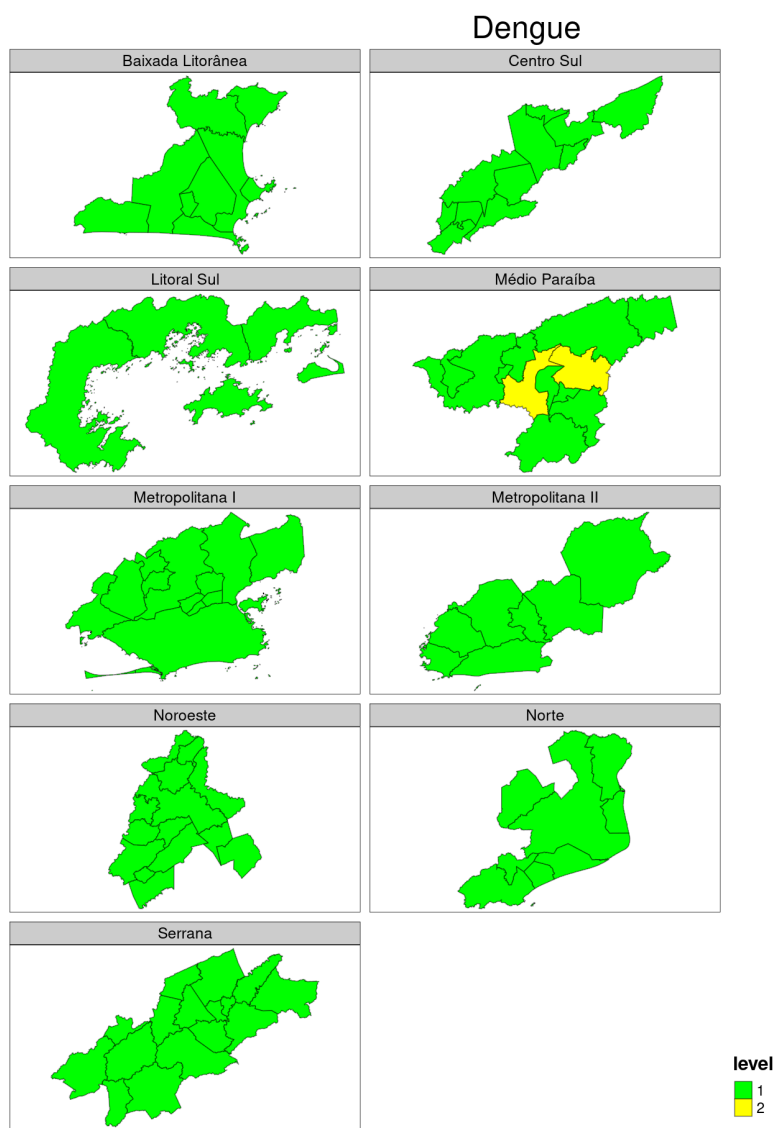 Dengue
Baixada Litorânea
Centro Sul
Litoral Sul
Médio Paraíba
Metropolitana I
Metropolitana II
Noroeste
Norte
Serrana
level
1
2